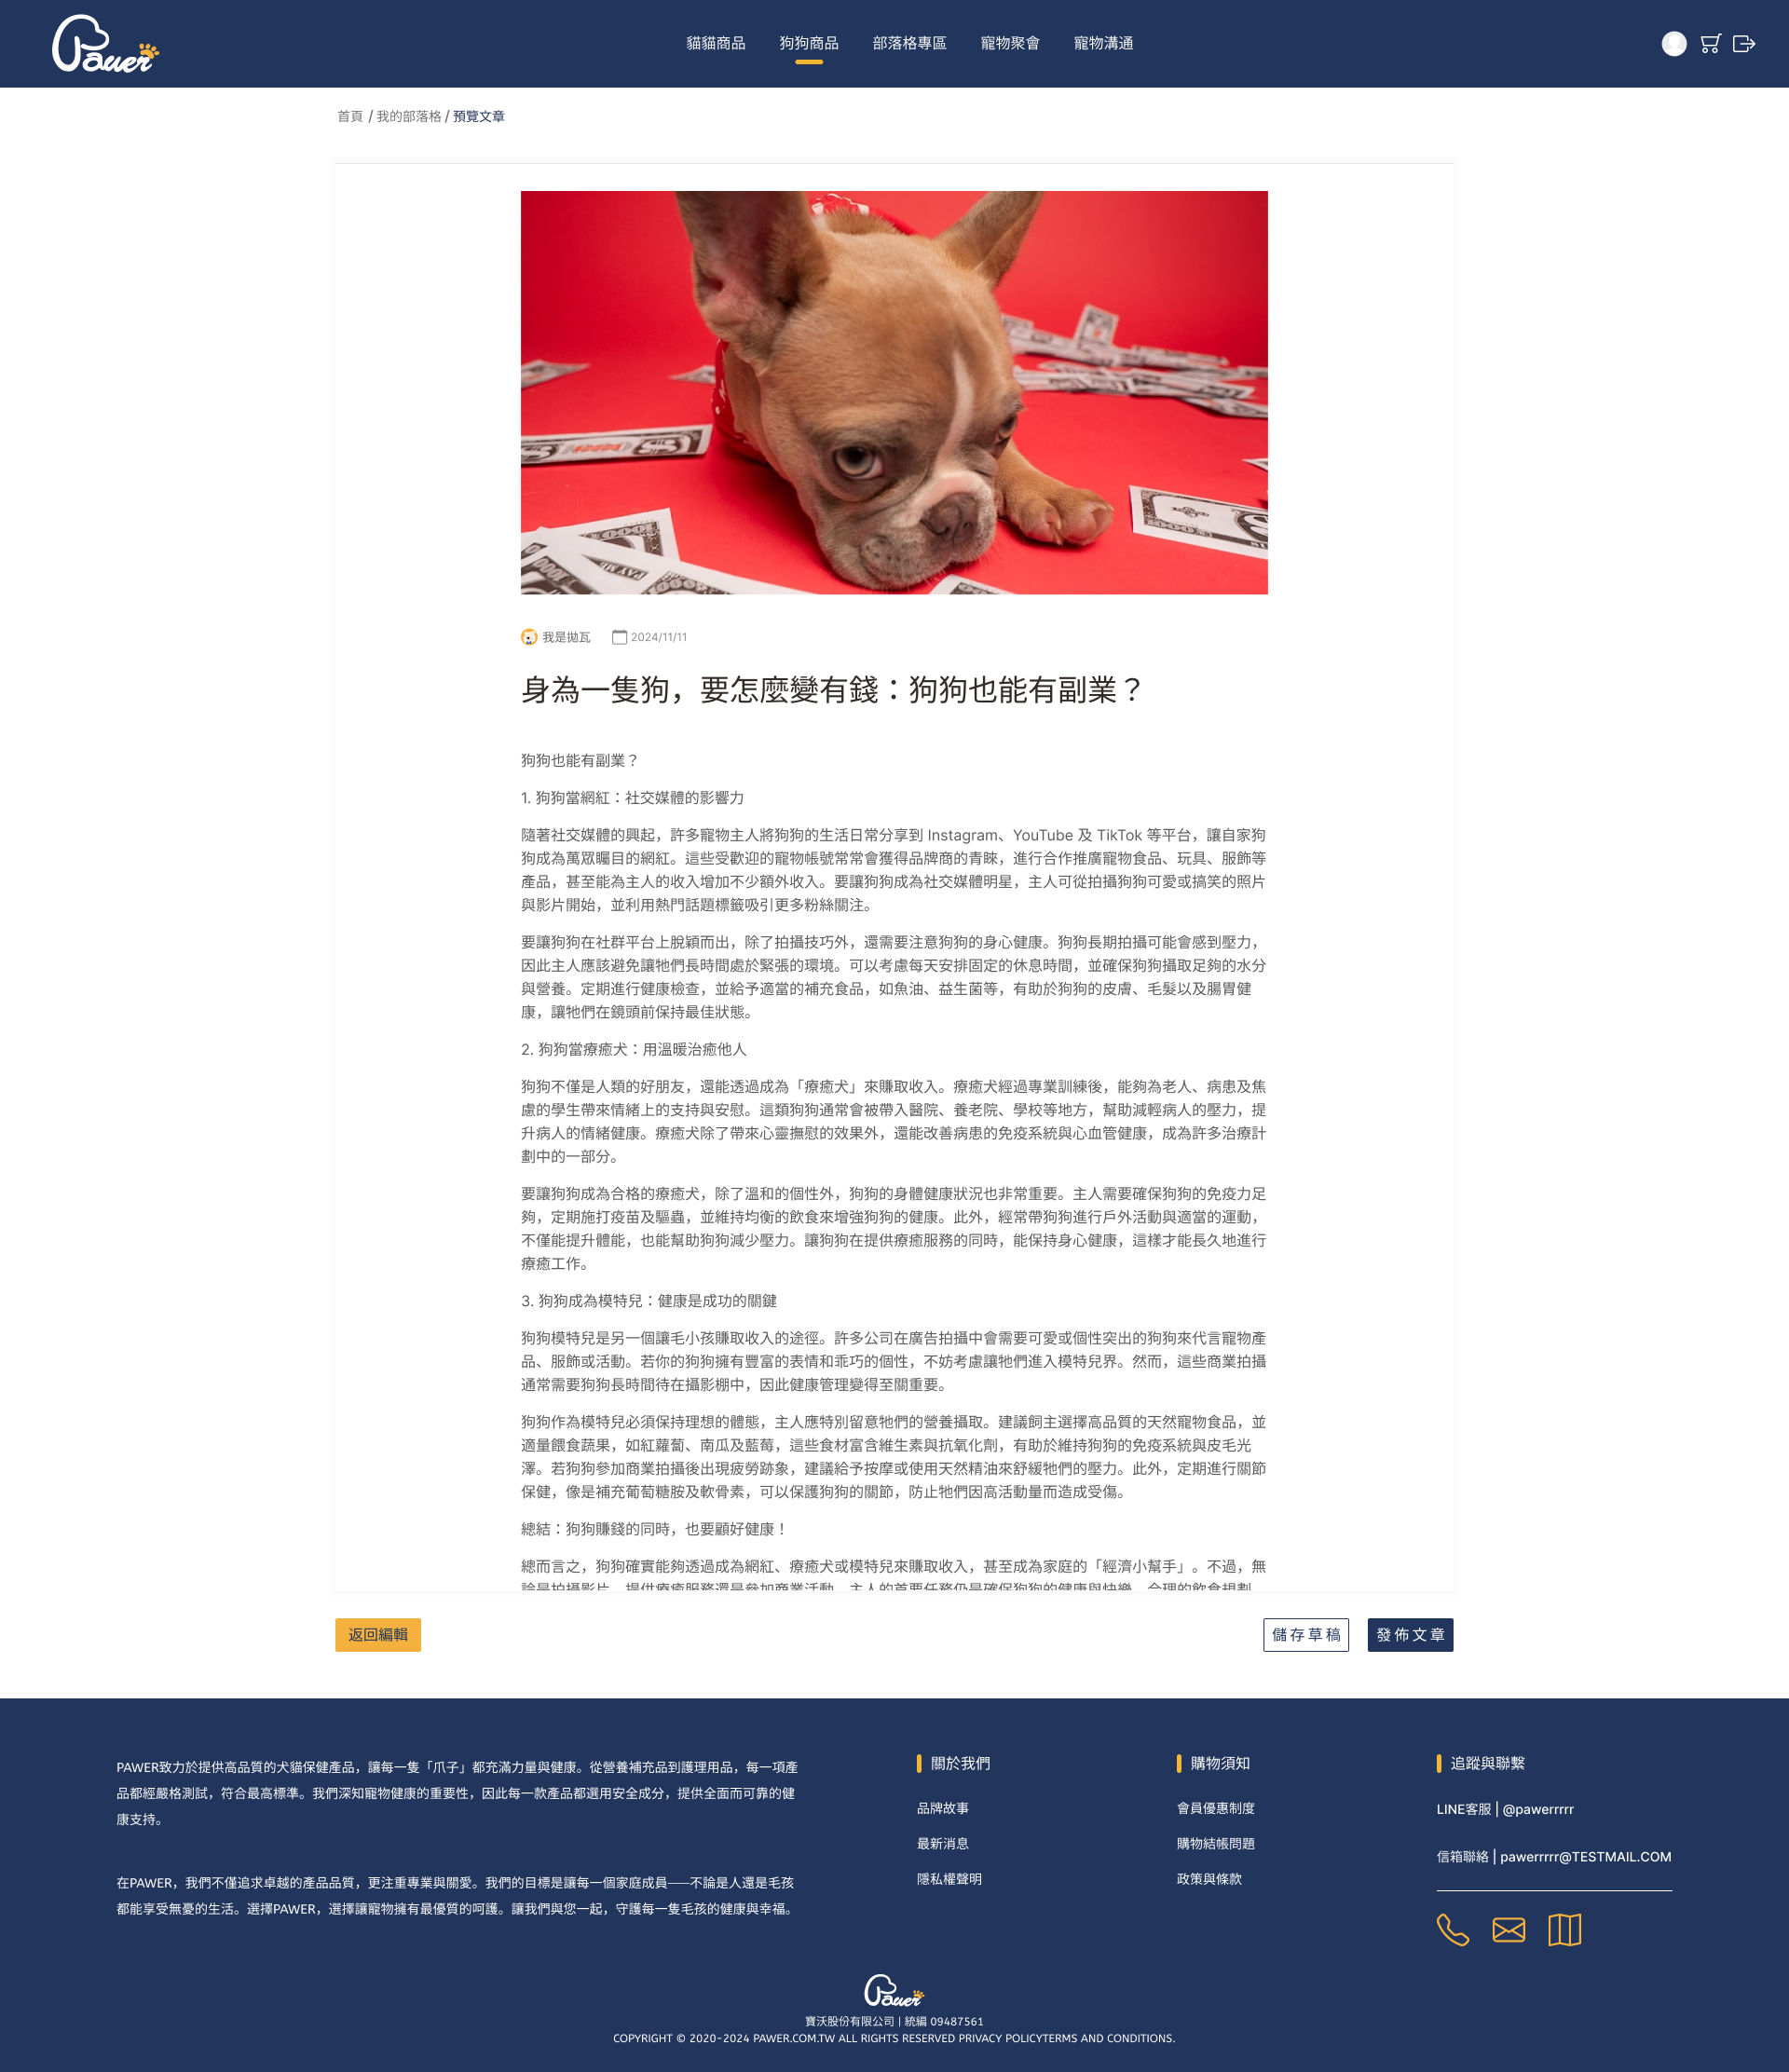 Pawer
貓貓商品 狗狗商品 部落格專區 寵物聚會 寵物溝通
首頁 / 我的部落格 / 預覽文章
我是拋瓦 2024/11/11
身為一隻狗，要怎麼變有錢：狗狗也能有副業？
狗狗也能有副業？
1. 狗狗當網紅：社交媒體的影響力
隨著社交媒體的興起，許多寵物主人將狗狗的生活日常分享到 Instagram、YouTube 及 TikTok 等平台，讓自家狗
狗成為萬眾矚目的網紅。這些受歡迎的寵物帳號常常會獲得品牌商的青睞，進行合作推廣寵物食品、玩具、服飾等
產品，甚至能為主人的收入增加不少額外收入。要讓狗狗成為社交媒體明星，主人可從拍攝狗狗可愛或搞笑的照片
與影片開始，並利用熱門話題標籤吸引更多粉絲關注。
要讓狗狗在社群平台上脫穎而出，除了拍攝技巧外，還需要注意狗狗的身心健康。狗狗長期拍攝可能會感到壓力，
因此主人應該避免讓牠們長時間處於緊張的環境。可以考慮每天安排固定的休息時間，並確保狗狗攝取足夠的水分
與營養。定期進行健康檢查，並給予適當的補充食品，如魚油、益生菌等，有助於狗狗的皮膚、毛髮以及腸胃健
康，讓牠們在鏡頭前保持最佳狀態。
2. 狗狗當療癒犬：用溫暖治癒他人
狗狗不僅是人類的好朋友，還能透過成為「療癒犬」來賺取收入。療癒犬經過專業訓練後，能夠為老人、病患及焦
慮的學生帶來情緒上的支持與安慰。這類狗狗通常會被帶入醫院、養老院、學校等地方，幫助減輕病人的壓力，提
升病人的情緒健康。療癒犬除了帶來心靈撫慰的效果外，還能改善病患的免疫系統與心血管健康，成為許多治療計
劃中的一部分。
要讓狗狗成為合格的療癒犬，除了溫和的個性外，狗狗的身體健康狀況也非常重要。主人需要確保狗狗的免疫力足
夠，定期施打疫苗及驅蟲，並維持均衡的飲食來增強狗狗的健康。此外，經常帶狗狗進行戶外活動與適當的運動，
不僅能提升體能，也能幫助狗狗減少壓力。讓狗狗在提供療癒服務的同時，能保持身心健康，這樣才能長久地進行
療癒工作。
3. 狗狗成為模特兒：健康是成功的關鍵
狗狗模特兒是另一個讓毛小孩賺取收入的途徑。許多公司在廣告拍攝中會需要可愛或個性突出的狗狗來代言寵物產
品、服飾或活動。若你的狗狗擁有豐富的表情和乖巧的個性，不妨考慮讓牠們進入模特兒界。然而，這些商業拍攝
通常需要狗狗長時間待在攝影棚中，因此健康管理變得至關重要。
狗狗作為模特兒必須保持理想的體態，主人應特別留意牠們的營養攝取。建議飼主選擇高品質的天然寵物食品，並
適量餵食蔬果，如紅蘿蔔、南瓜及藍莓，這些食材富含維生素與抗氧化劑，有助於維持狗狗的免疫系統與皮毛光
澤。若狗狗參加商業拍攝後出現疲勞跡象，建議給予按摩或使用天然精油來舒緩牠們的壓力。此外，定期進行關節
保健，像是補充葡萄糖胺及軟骨素，可以保護狗狗的關節，防止牠們因高活動量而造成受傷。
總結：狗狗賺錢的同時，也要顧好健康！
總而言之，狗狗確實能夠透過成為網紅、療癒犬或模特兒來賺取收入，甚至成為家庭的「經濟小幫手」。不過，無
論是拍攝影片、提供療癒服務還是參加商業活動，主人的首要任務仍是確保狗狗的健康與快樂。合理的飲食規劃、
返回編輯 儲存草稿 發佈文章
PAWER致力於提供高品質的犬貓保健產品，讓每一隻「爪子」都充滿力量與健康。從營養補充品到護理用品，每一項產
品都經嚴格測試，符合最高標準。我們深知寵物健康的重要性，因此每一款產品都選用安全成分，提供全面而可靠的健
康支持。
在PAWER，我們不僅追求卓越的產品品質，更注重專業與關愛。我們的目標是讓每一個家庭成員——不論是人還是毛孩
都能享受無憂的生活。選擇PAWER，選擇讓寵物擁有最優質的呵護。讓我們與您一起，守護每一隻毛孩的健康與幸福。
關於我們
品牌故事
最新消息
隱私權聲明
購物須知
會員優惠制度
購物結帳問題
政策與條款
追蹤與聯繫
LINE客服 | @pawerrrrr
信箱聯絡 | pawerrrrr@TESTMAIL.COM
Pawer
寶沃股份有限公司 | 統編 09487561
COPYRIGHT © 2020-2024 PAWER.COM.TW ALL RIGHTS RESERVED PRIVACY POLICYTERMS AND CONDITIONS.